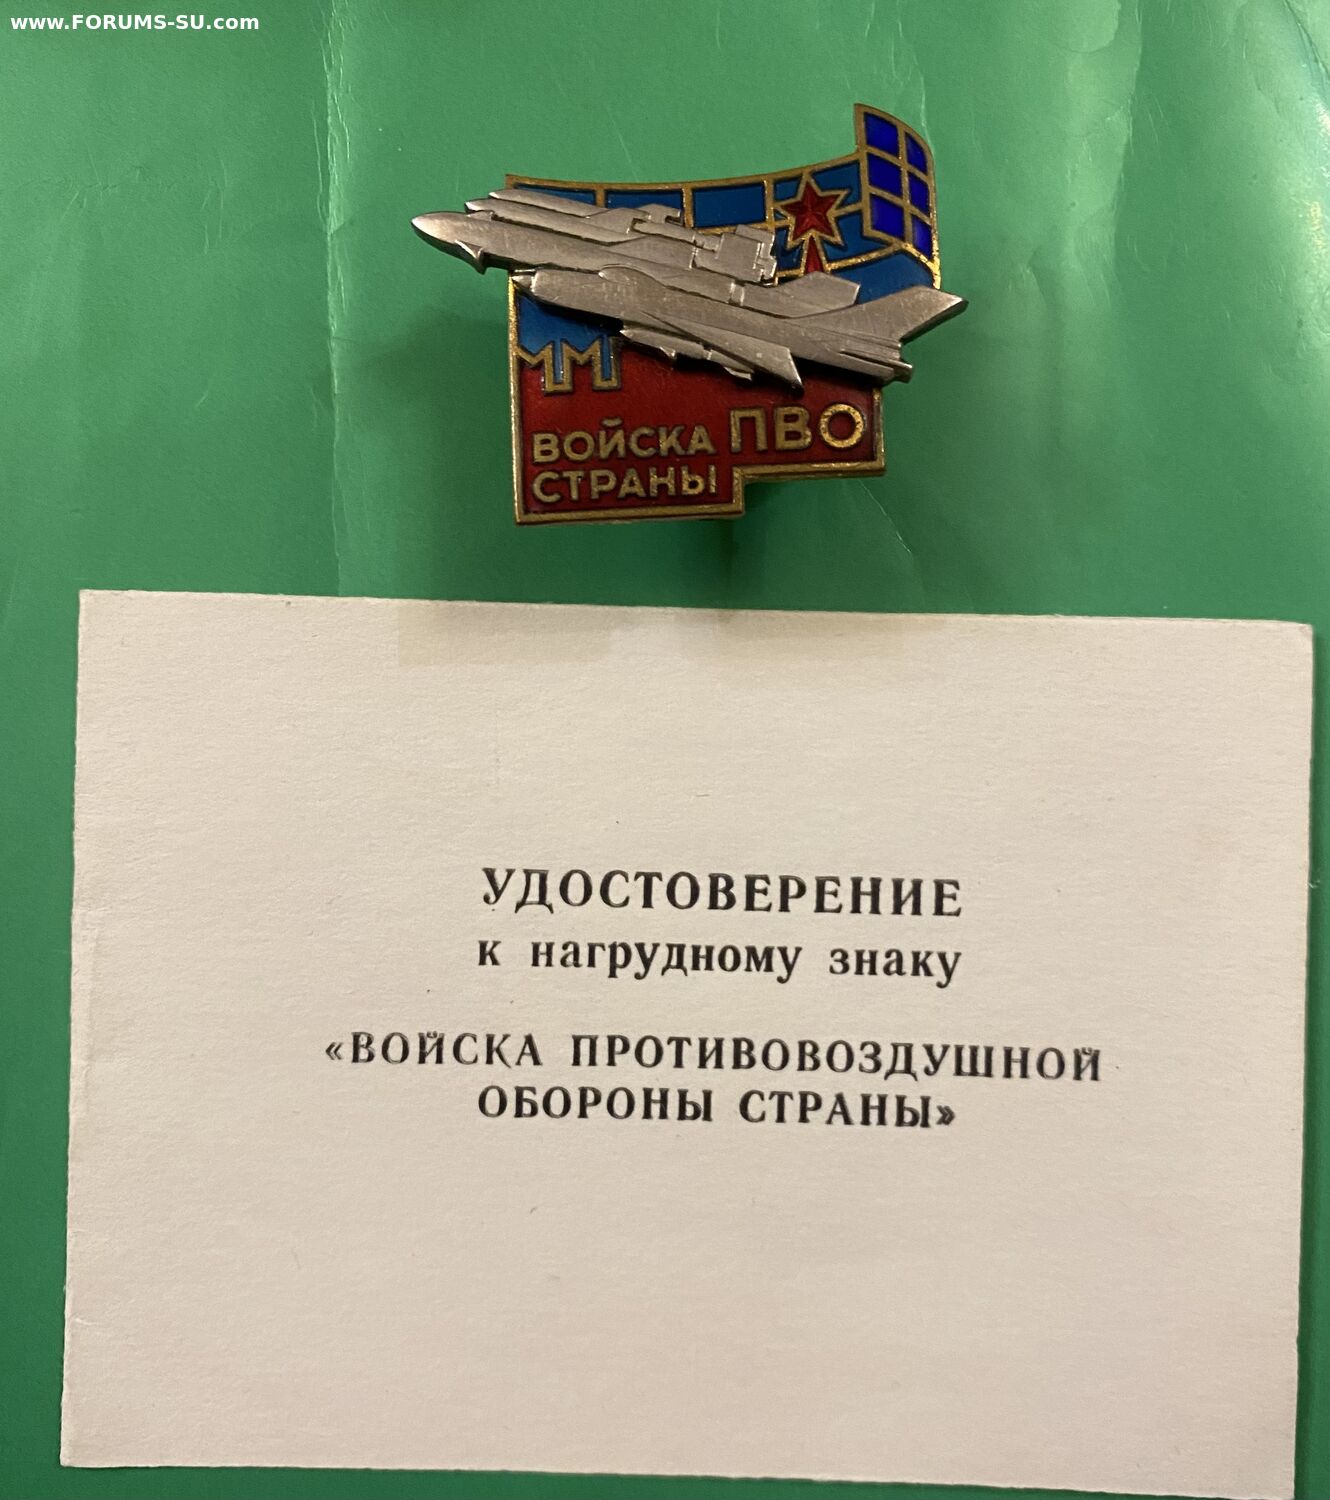 www.FORUMS-SU.com
ВОЙСКА ПВО
СТРАНЫ
УДОСТОВЕРЕНИЕ
к нагрудному знаку
«ВОЙСКА ПРОТИВОВОЗДУШНОЙ
ОБОРОНЫ СТРАНЫ»